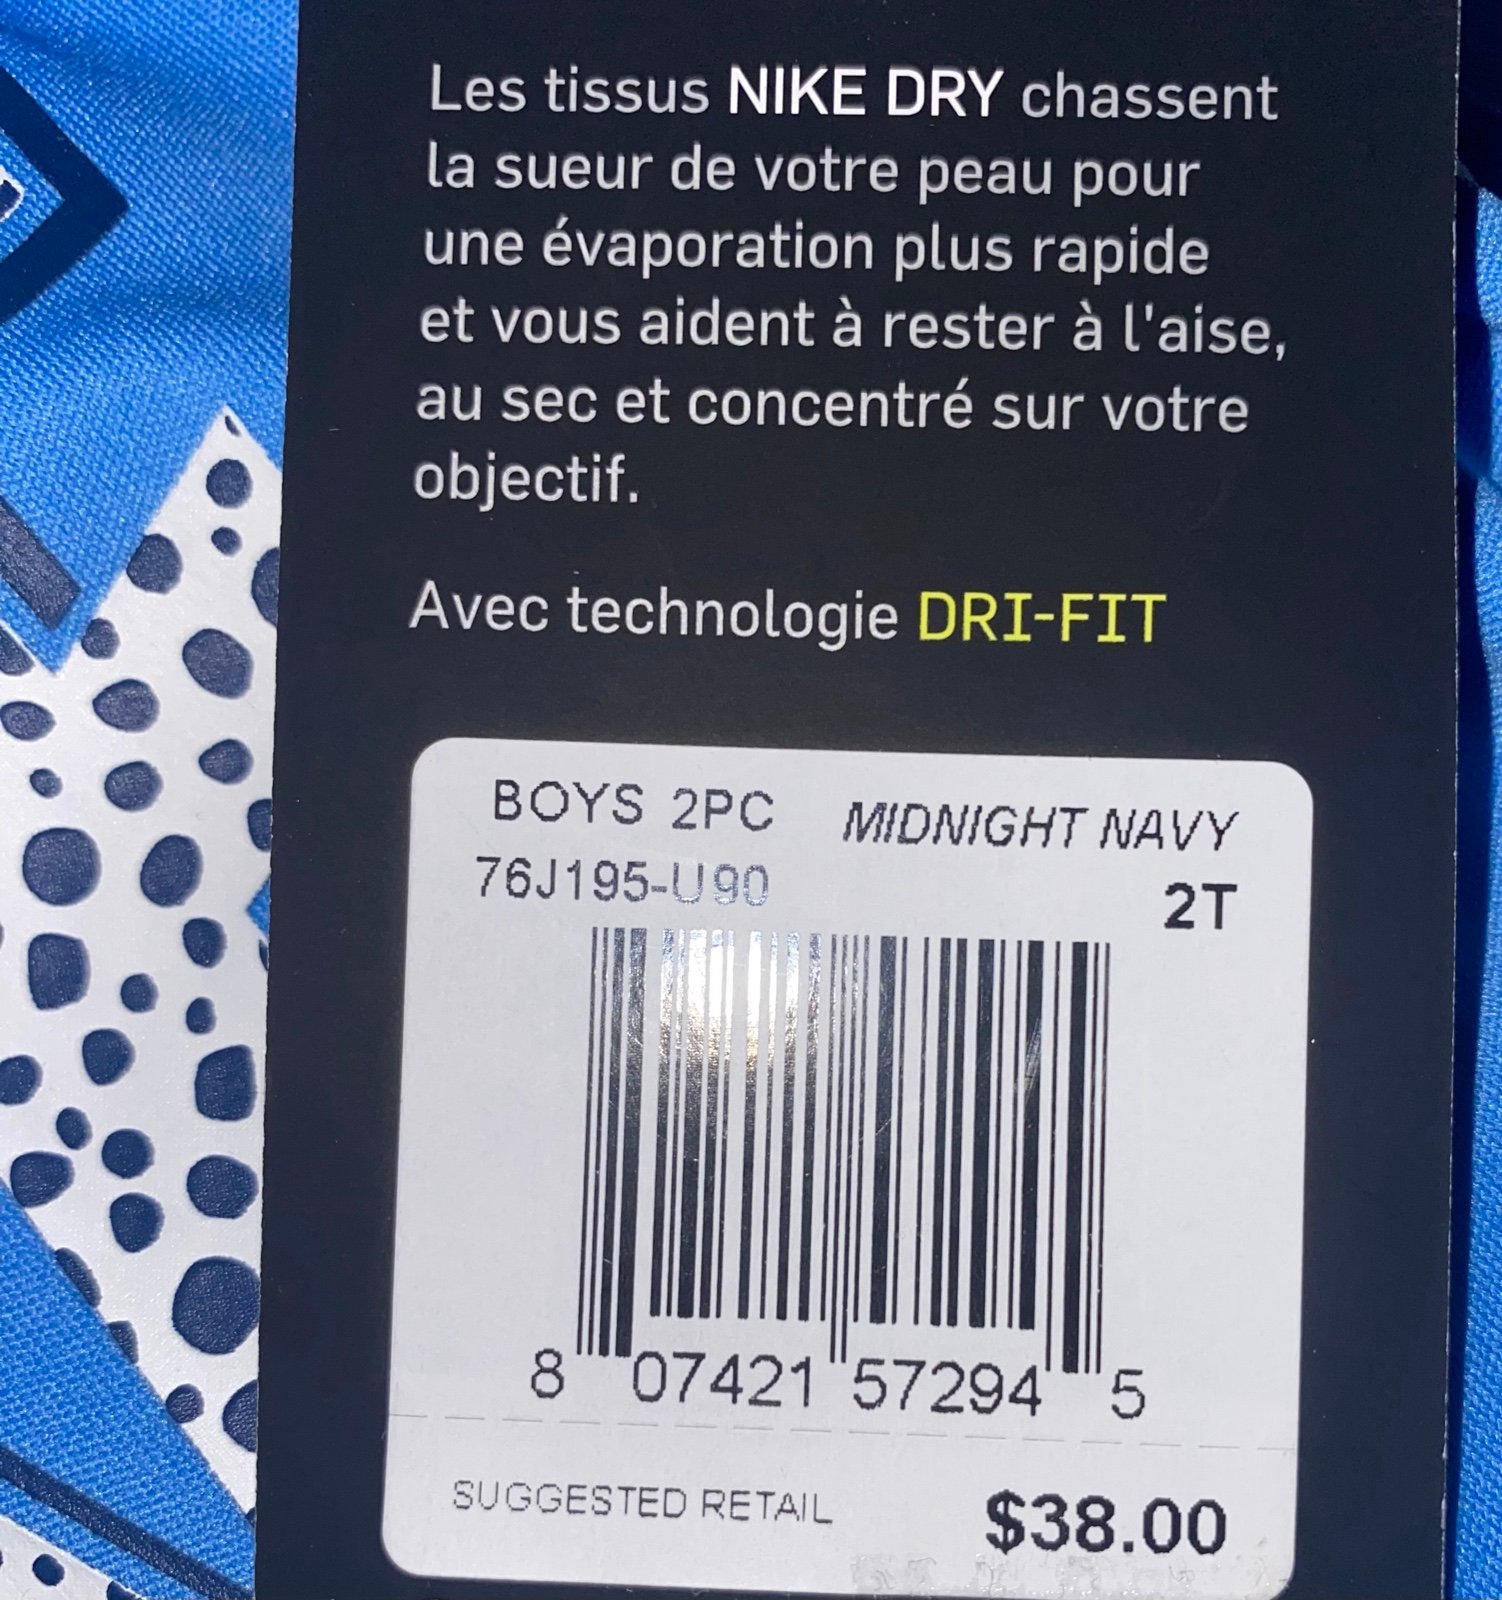 Les tissus NIKE DRY chassent
la sueur de votre peau pour
une évaporation plus rapide
et vous aident à rester à l'aise,
au sec et concentré sur votre
objectif.
Avec technologie DRI-FIT
BOYS 2PC MIDNIGHT NAVY
76J195-U90 2T
8 07421 57294 5
SUGGESTED RETAIL $38.00